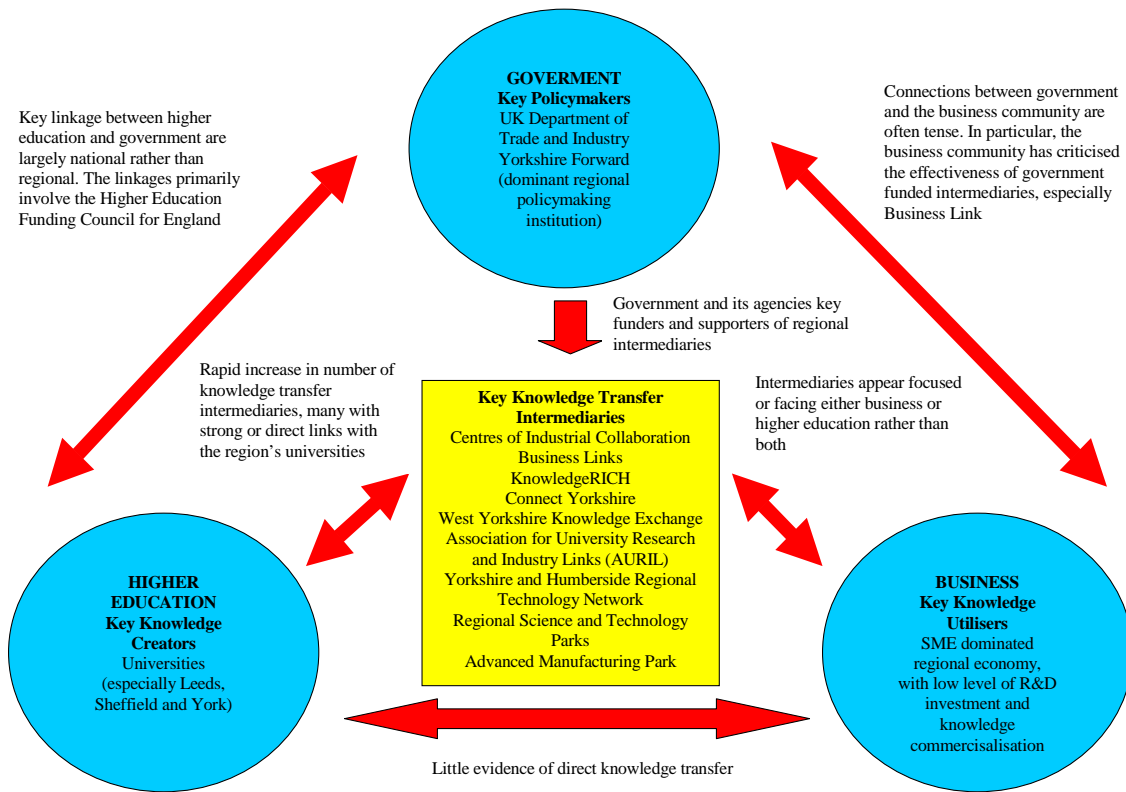 GOVERMENT
Key Policymakers
UK Department of
Trade and Industry
Yorkshire Forward
(dominant regional
policymaking
institution)
Key linkage between higher
education and government are
largely national rather than
regional. The linkages primarily
involve the Higher Education
Funding Council for England
Connections between government
and the business community are
often tense. In particular, the
business community has criticised
the effectiveness of government
funded intermediaries, especially
Business Link
Government and its agencies key
funders and supporters of regional
intermediaries
Rapid increase in number of
knowledge transfer
intermediaries, many with
strong or direct links with
the region's universities
Intermediaries appear focused
or facing either business or
higher education rather than
both
Key Knowledge Transfer
Intermediaries
Centres of Industrial Collaboration
Business Links
KnowledgeRICH
Connect Yorkshire
West Yorkshire Knowledge Exchange
Association for University Research
and Industry Links (AURIL)
Yorkshire and Humberside Regional
Technology Network
Regional Science and Technology
Parks
Advanced Manufacturing Park
HIGHER
EDUCATION
Key Knowledge
Creators
Universities
(especially Leeds,
Sheffield and York)
BUSINESS
Key Knowledge
Utilisers
SME dominated
regional economy,
with low level of R&D
investment and
knowledge
commercisalisation
Little evidence of direct knowledge transfer